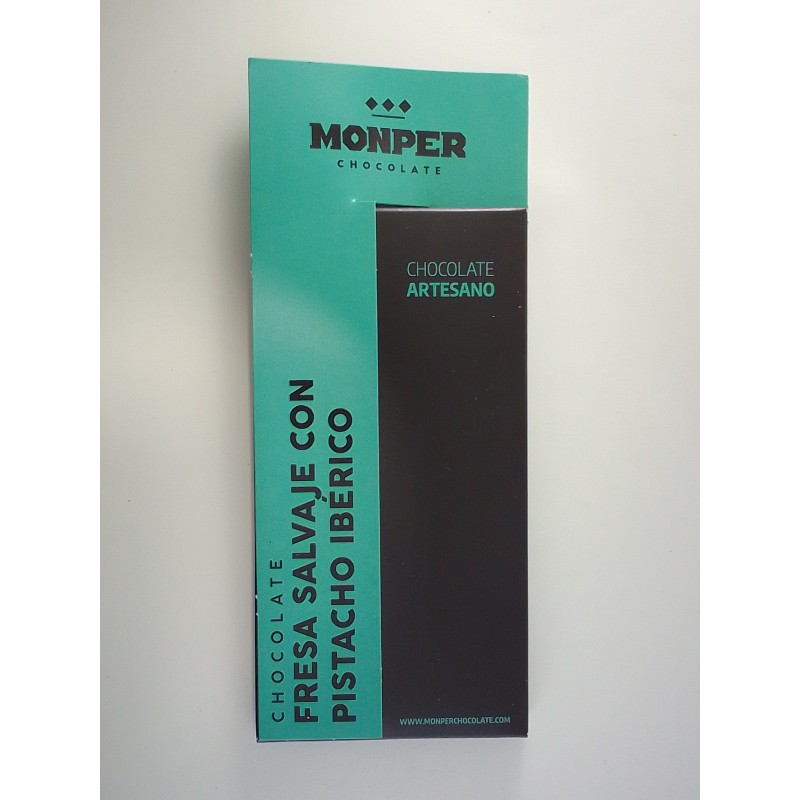 MONPER
CHOCOLATE
CHOCOLATE
ARTESANO
CHOCOLATE
FRESA SALVAJE CON
PISTACHO IBÉRICO
WWW.MONPERCHOCOLATE.COM